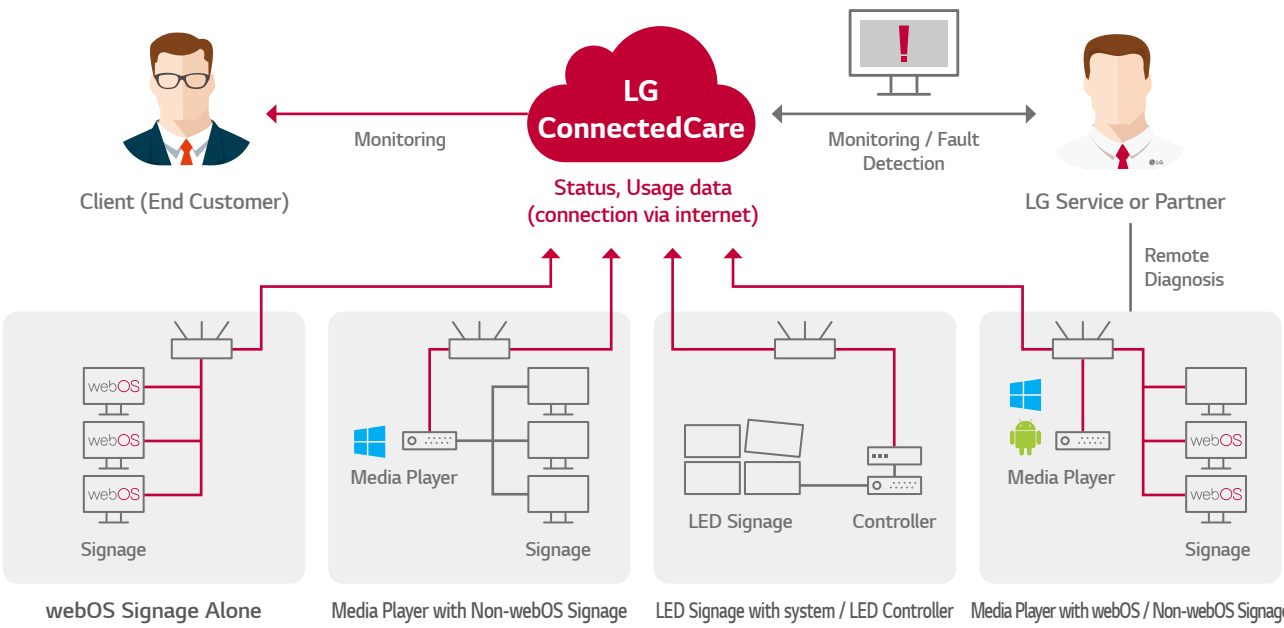 LG
ConnectedCare
Monitoring
Monitoring / Fault
Detection
LG
Client (End Customer)
Status, Usage data
(connection via internet)
LG Service or Partner
Remote
Diagnosis
webOS
webOS
webOS
Signage
Media Player
Signage
LED Signage
Controller
Media Player
webOS
webOS
Signage
webOS Signage Alone
Media Player with Non-webOS Signage
LED Signage with system / LED Controller
Media Player with webOS / Non-webOS Signage